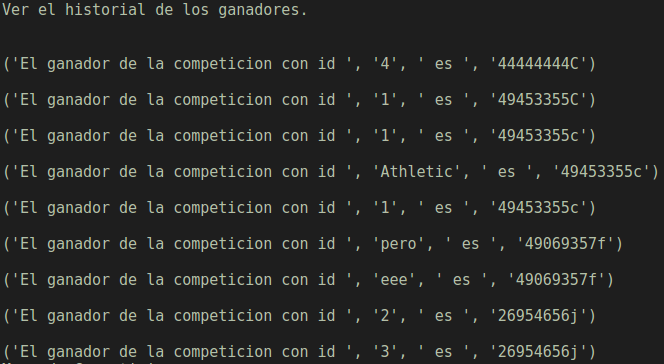 Ver el historial de los ganadores.
('El ganador de la competicion con id ', '4', ' es ', '44444444C')
('El ganador de la competicion con id ', '1', ' es ', '49453355C')
('El ganador de la competicion con id ', '1', ' es ', '49453355c')
('El ganador de la competicion con id ', 'Athletic', ' es ', '49453355c')
('El ganador de la competicion con id ', '1', ' es ', '49453355c')
('El ganador de la competicion con id ', 'pero', ' es ', '49069357f')
('El ganador de la competicion con id ', 'eee', ' es ', '49069357f')
('El ganador de la competicion con id ', '2', ' es ', '26954656j')
('El ganador de la competicion con id ', '3', ' es ', '26954656j')